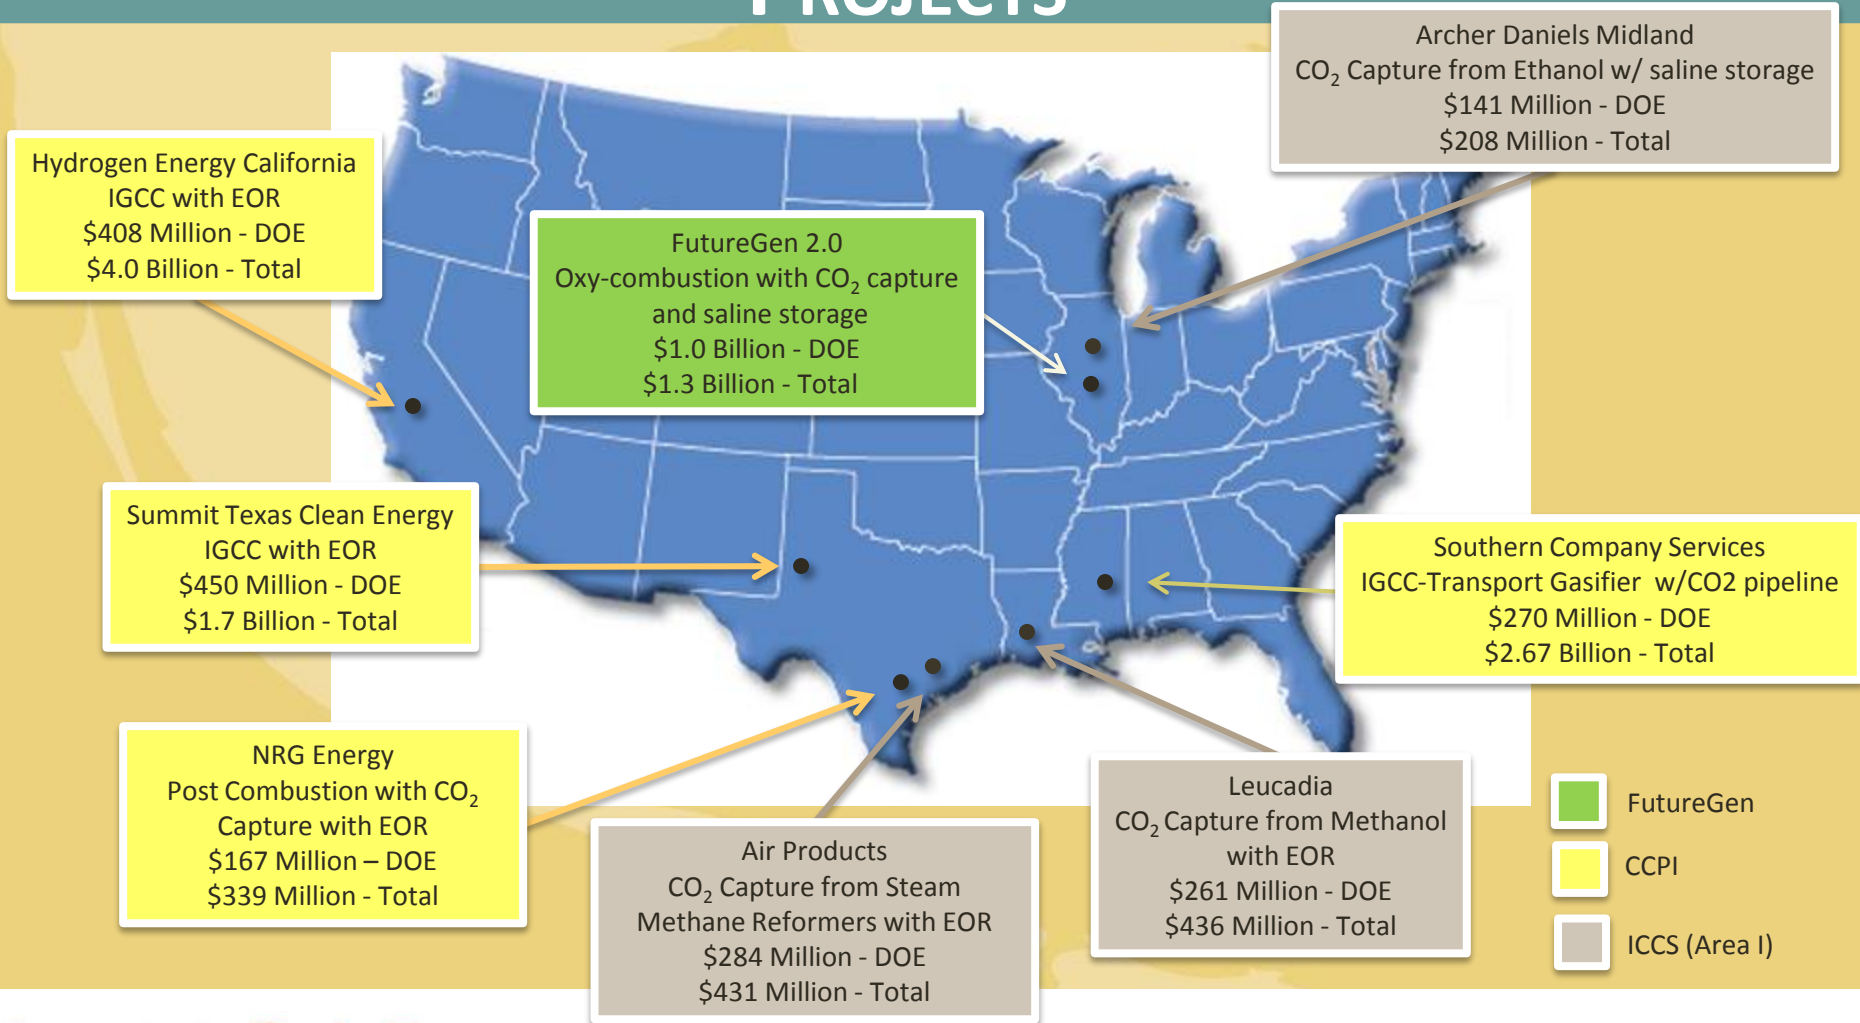 PROJECTS
Archer Daniels Midland
CO₂ Capture from Ethanol w/ saline storage
$141 Million - DOE
$208 Million - Total
Hydrogen Energy California
IGCC with EOR
$408 Million - DOE
$4.0 Billion - Total
FutureGen 2.0
Oxy-combustion with CO₂ capture
and saline storage
$1.0 Billion - DOE
$1.3 Billion - Total
Summit Texas Clean Energy
IGCC with EOR
$450 Million - DOE
$1.7 Billion - Total
Southern Company Services
IGCC-Transport Gasifier w/CO2 pipeline
$270 Million - DOE
$2.67 Billion - Total
NRG Energy
Post Combustion with CO₂
Capture with EOR
$167 Million – DOE
$339 Million - Total
Air Products
CO₂ Capture from Steam
Methane Reformers with EOR
$284 Million - DOE
$431 Million - Total
Leucadia
CO₂ Capture from Methanol
with EOR
$261 Million - DOE
$436 Million - Total
FutureGen
CCPI
ICCS (Area I)